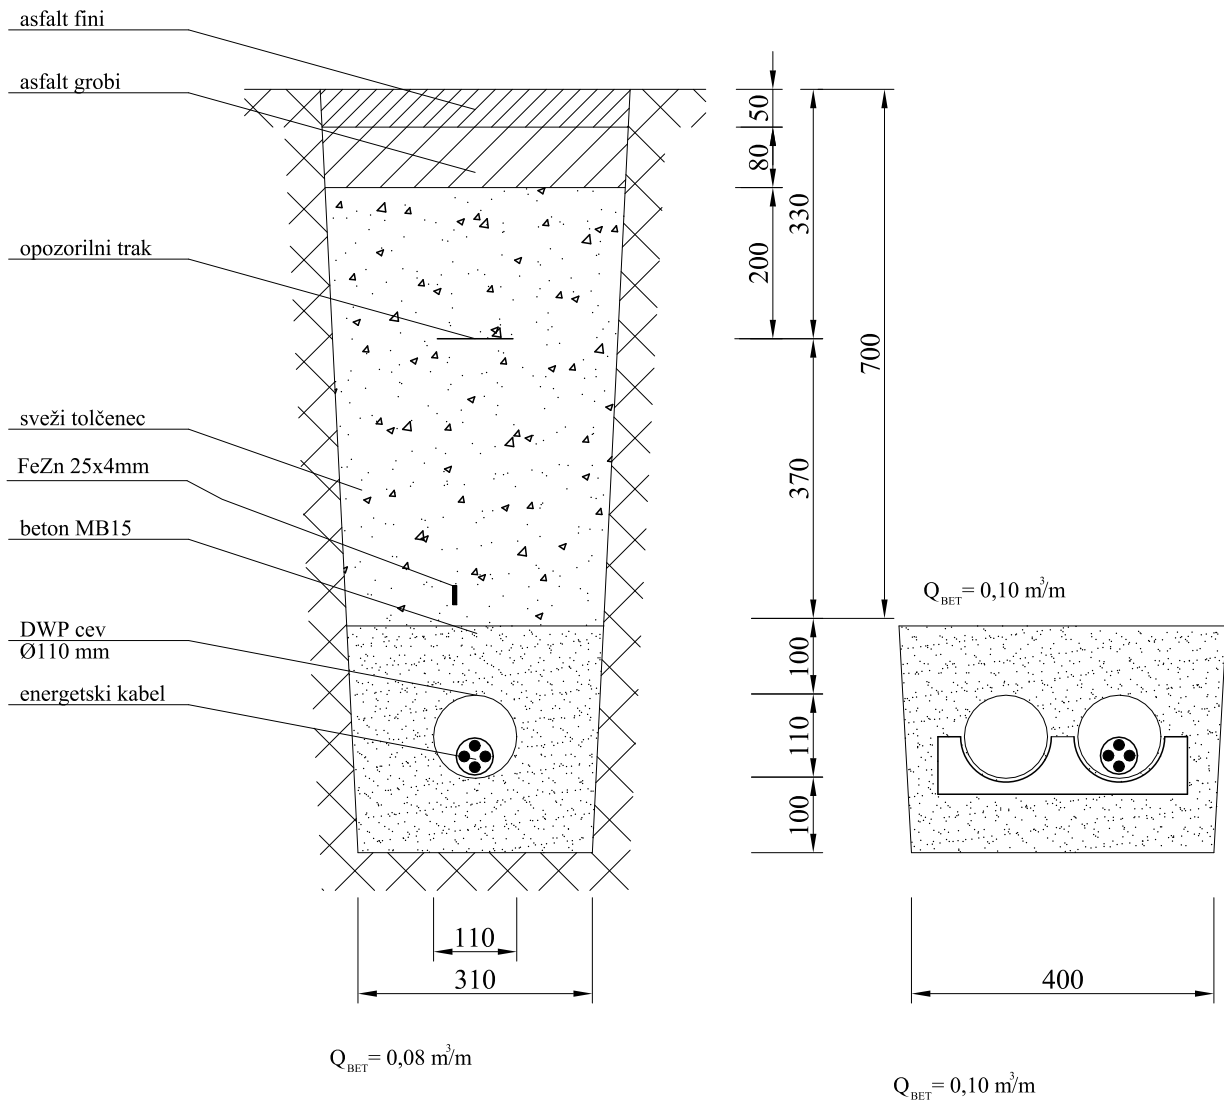 asfalt fini
asfalt grobi
opozorilni trak
sveži tolčenec
FeZn 25x4mm
beton MB15
DWP cev
Ø110 mm
energetski kabel
50
80
200
330
370
700
100
110
100
110
310
Q_BET= 0,08 m³/m
Q_BET= 0,10 m³/m
400
Q_BET= 0,10 m³/m